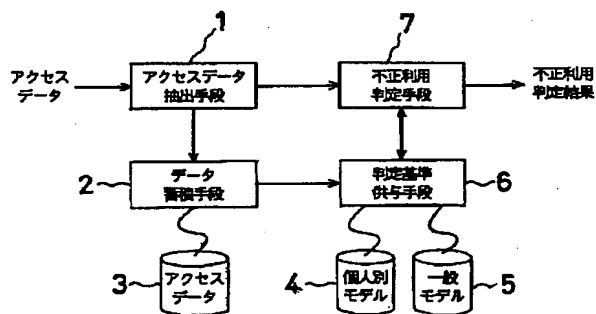 1
7
アクセス
データ
アクセスデータ
抽出手段
不正利用
判定手段
不正利用
判定結果
2
データ
蓄積手段
判定基準
供与手段
6
3
アクセス
データ
4
個人別
モデル
一般
モデル
5